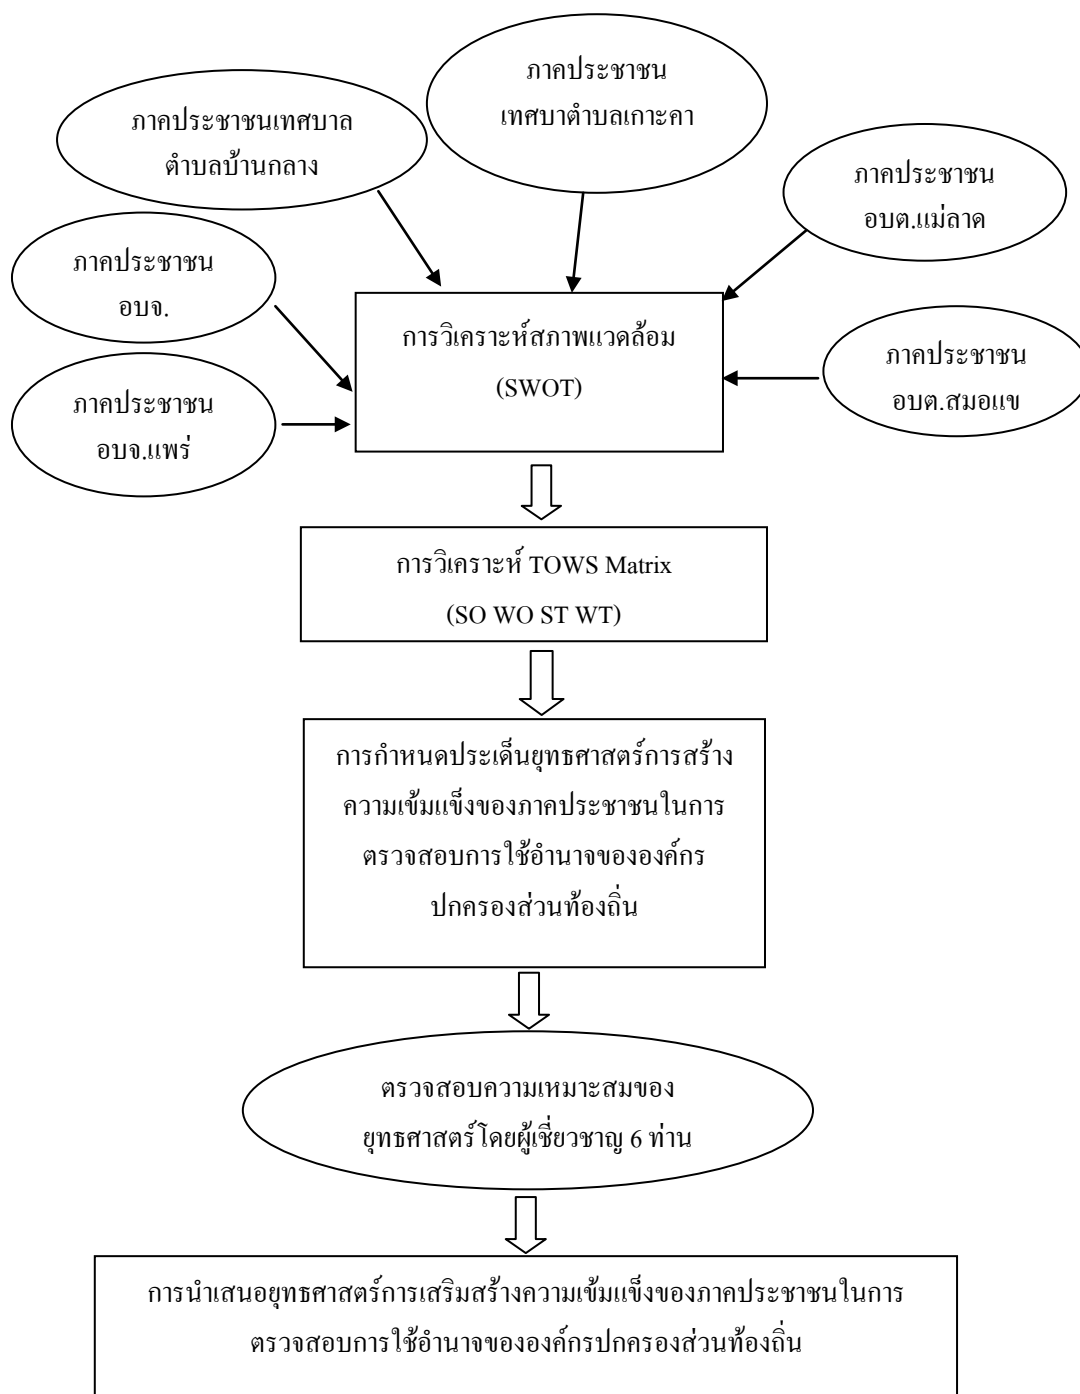 ภาคประชาชน
เทศบาตำบลเกาะคา
ภาคประชาชนเทศบาล
ตำบลบ้านกลาง
ภาคประชาชน
อบต.แม่ลาด
ภาคประชาชน
อบจ.
การวิเคราะห์สภาพแวดล้อม
(SWOT)
ภาคประชาชน
อบต.สมอแข
ภาคประชาชน
อบจ.แพร่
การวิเคราะห์ TOWS Matrix
(SO WO ST WT)
การกำหนดประเด็นยุทธศาสตร์การสร้าง
ความเข้มแข็งของภาคประชาชนในการ
ตรวจสอบการใช้อำนาจขององค์กร
ปกครองส่วนท้องถิ่น
ตรวจสอบความเหมาะสมของ
ยุทธศาสตร์โดยผู้เชี่ยวชาญ 6 ท่าน
การนำเสนอยุทธศาสตร์การเสริมสร้างความเข้มแข็งของภาคประชาชนในการ
ตรวจสอบการใช้อำนาจขององค์กรปกครองส่วนท้องถิ่น